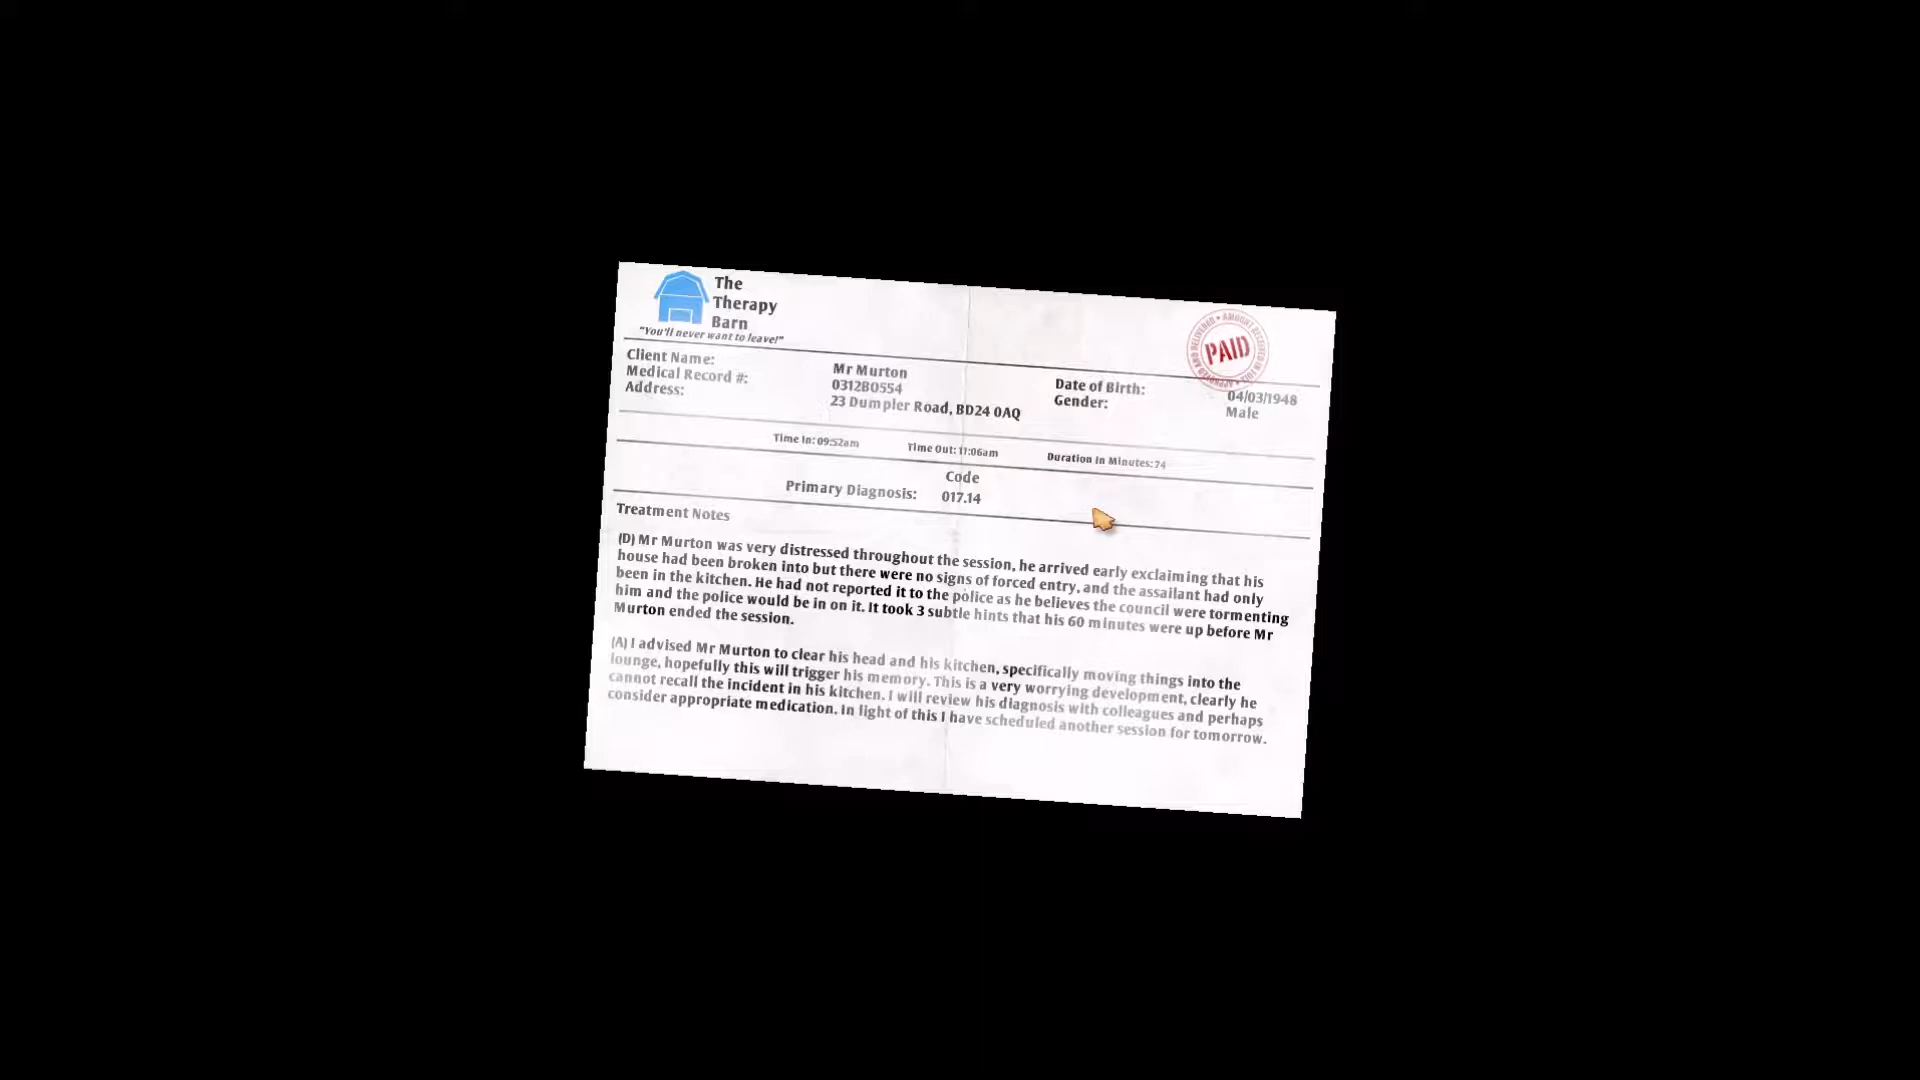 The
Therapy
Barn
"You'll never want to leave!"
AMOUNT RECEIVED IN FULL • APPROVED AND DELIVERED •
PAID
Client Name: Mr Murton Date of Birth: 04/03/1948
Medical Record #: 0312B0554 Gender: Male
Address: 23 Dumpler Road, BD24 0AQ
Time In: 09:52am Time Out: 11:06am Duration In Minutes: 74
Code
Primary Diagnosis: 017.14
Treatment Notes
(D) Mr Murton was very distressed throughout the session, he arrived early exclaiming that his
house had been broken into but there were no signs of forced entry, and the assailant had only
been in the kitchen. He had not reported it to the police as he believes the council were tormenting
him and the police would be in on it. It took 3 subtle hints that his 60 minutes were up before Mr
Murton ended the session.
(A) I advised Mr Murton to clear his head and his kitchen, specifically moving things into the
lounge, hopefully this will trigger his memory. This is a very worrying development, clearly he
cannot recall the incident in his kitchen. I will review his diagnosis with colleagues and perhaps
consider appropriate medication. In light of this I have scheduled another session for tomorrow.